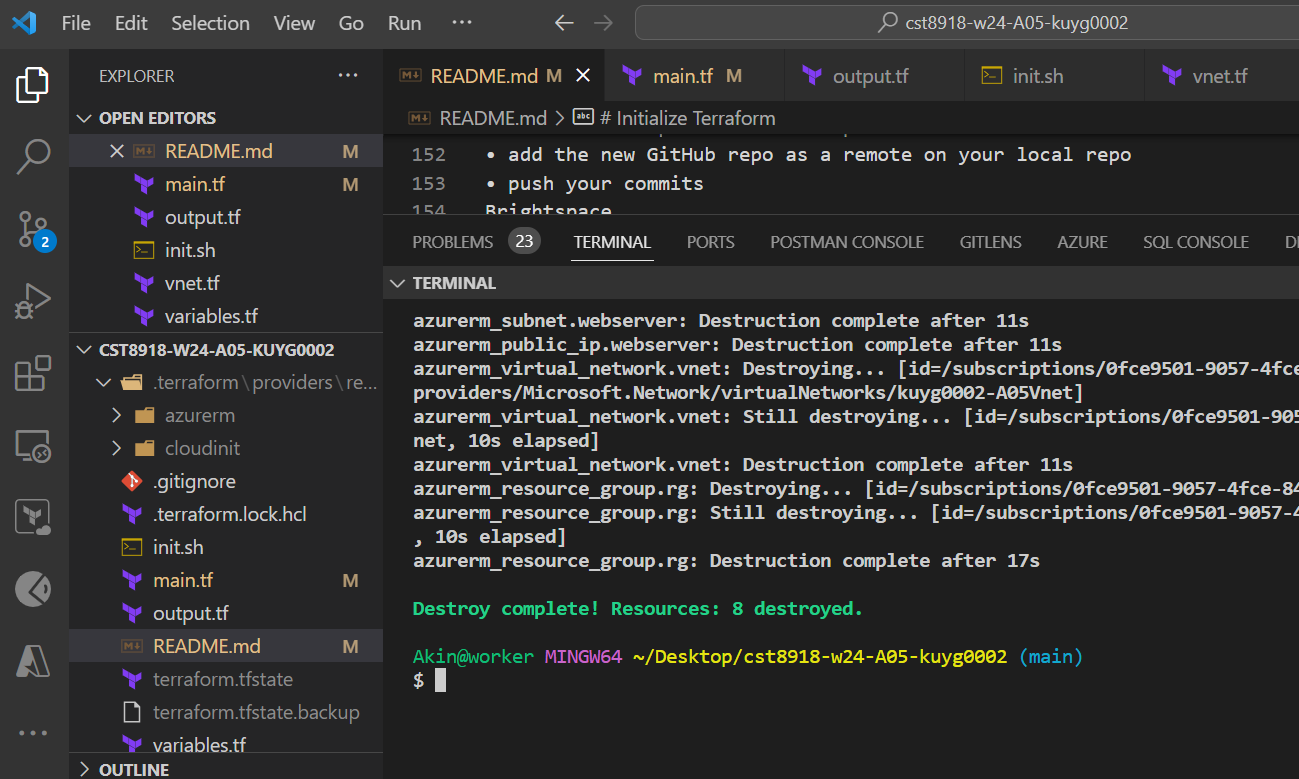 File Edit Selection View Go Run ··· cst8918-w24-A05-kuyg0002
EXPLORER ···
OPEN EDITORS
README.md M
main.tf M
output.tf
init.sh
vnet.tf
variables.tf
CST8918-W24-A05-KUYG0002
.terraform\providers\re...
azurerm
cloudinit
.gitignore
.terraform.lock.hcl
init.sh
main.tf M
output.tf
README.md M
terraform.tfstate
terraform.tfstate.backup
variables.tf
OUTLINE
2
README.md M main.tf M output.tf init.sh vnet.tf
README.md > # Initialize Terraform
152 • add the new GitHub repo as a remote on your local repo
153 • push your commits
154 Brightspace
PROBLEMS 23 TERMINAL PORTS POSTMAN CONSOLE GITLENS AZURE SQL CONSOLE
TERMINAL
azurerm_subnet.webserver: Destruction complete after 11s
azurerm_public_ip.webserver: Destruction complete after 11s
azurerm_virtual_network.vnet: Destroying... [id=/subscriptions/0fce9501-9057-4fce
providers/Microsoft.Network/virtualNetworks/kuyg0002-A05Vnet]
azurerm_virtual_network.vnet: Still destroying... [id=/subscriptions/0fce9501-905
net, 10s elapsed]
azurerm_virtual_network.vnet: Destruction complete after 11s
azurerm_resource_group.rg: Destroying... [id=/subscriptions/0fce9501-9057-4fce-84
azurerm_resource_group.rg: Still destroying... [id=/subscriptions/0fce9501-9057-4
, 10s elapsed]
azurerm_resource_group.rg: Destruction complete after 17s
Destroy complete! Resources: 8 destroyed.
Akin@worker MINGW64 ~/Desktop/cst8918-w24-A05-kuyg0002 (main)
$